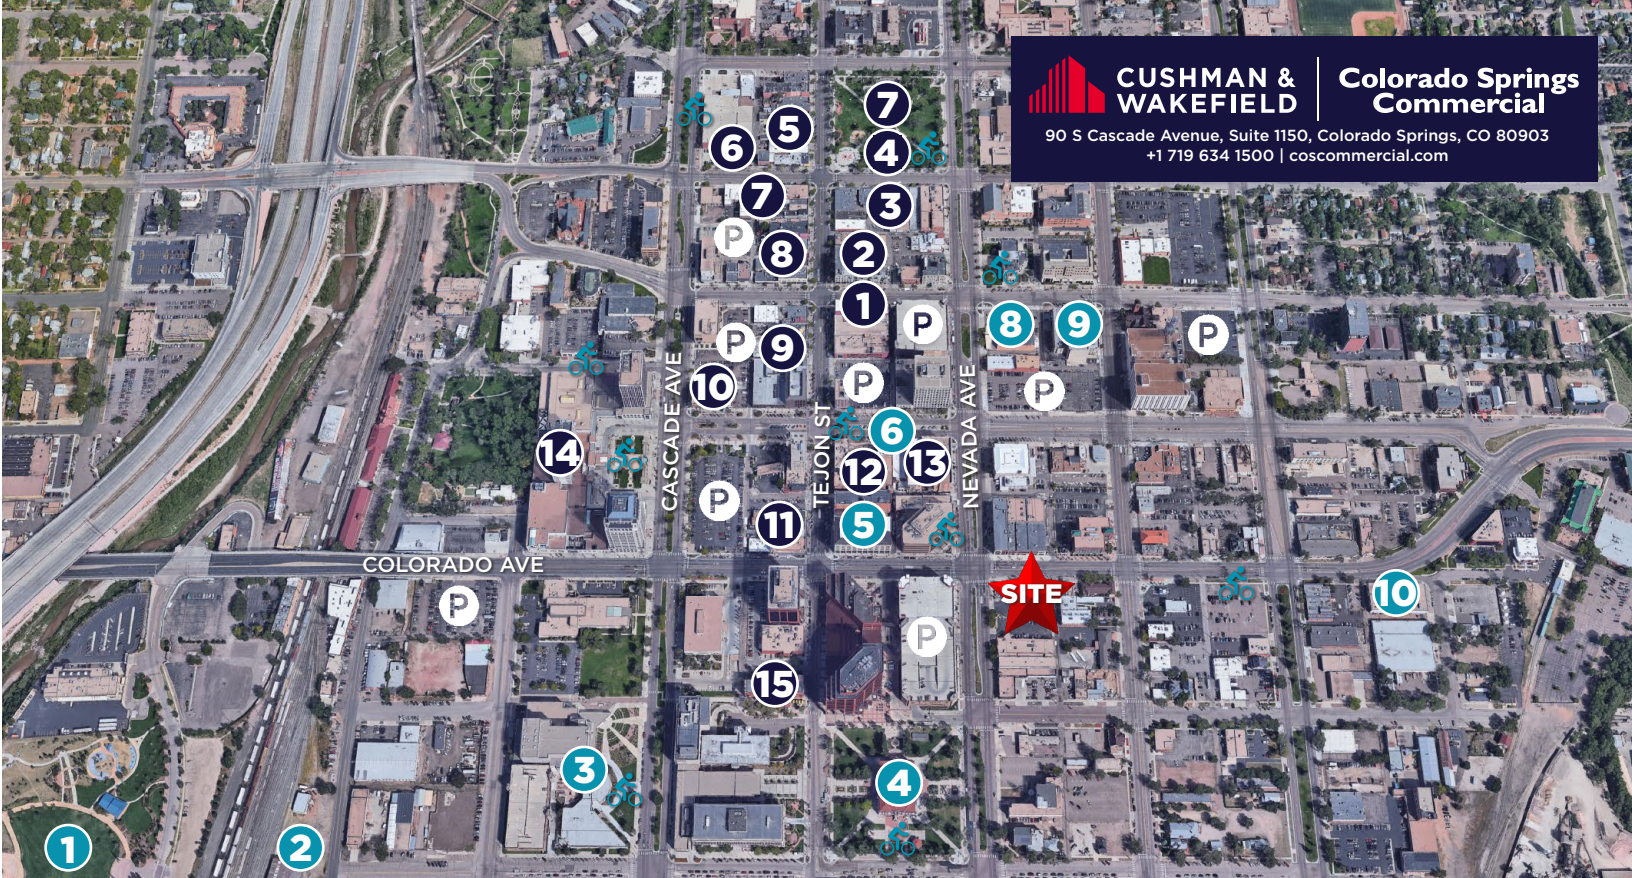 CUSHMAN &
WAKEFIELD
Colorado Springs
Commercial
90 S Cascade Avenue, Suite 1150, Colorado Springs, CO 80903
+1 719 634 1500 | coscommercial.com
7
5
6
4
7
3
P
8
2
1
P
8
9
P
P
9
10
P
P
CASCADE AVE
TEJON ST
NEVADA AVE
6
14
12
13
P
11
5
COLORADO AVE
SITE
10
P
P
15
3
4
1
2